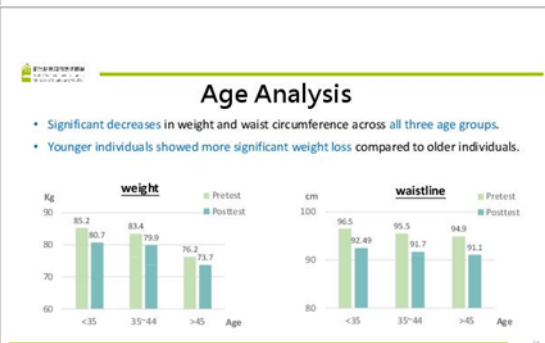 Age Analysis
• Significant decreases in weight and waist circumference across all three age groups.
• Younger individuals showed more significant weight loss compared to older individuals.
weight
Kg
Pretest
Posttest
90
80
70
60
85.2
80.7
83.4
79.9
76.2
73.7
<35
35~44
>45
Age
waistline
cm
Pretest
Posttest
100
90
80
96.5
92.49
95.5
91.7
94.9
91.1
<35
35~44
>45
Age